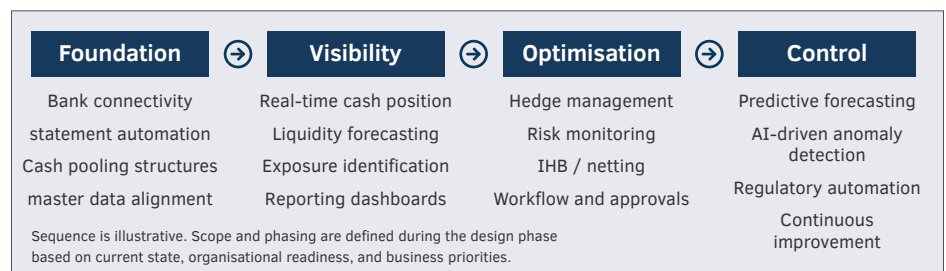 Foundation
Bank connectivity
statement automation
Cash pooling structures
master data alignment
Visibility
Real-time cash position
Liquidity forecasting
Exposure identification
Reporting dashboards
Optimisation
Hedge management
Risk monitoring
IHB / netting
Workflow and approvals
Control
Predictive forecasting
AI-driven anomaly
detection
Regulatory automation
Continuous
improvement
Sequence is illustrative. Scope and phasing are defined during the design phase
based on current state, organisational readiness, and business priorities.